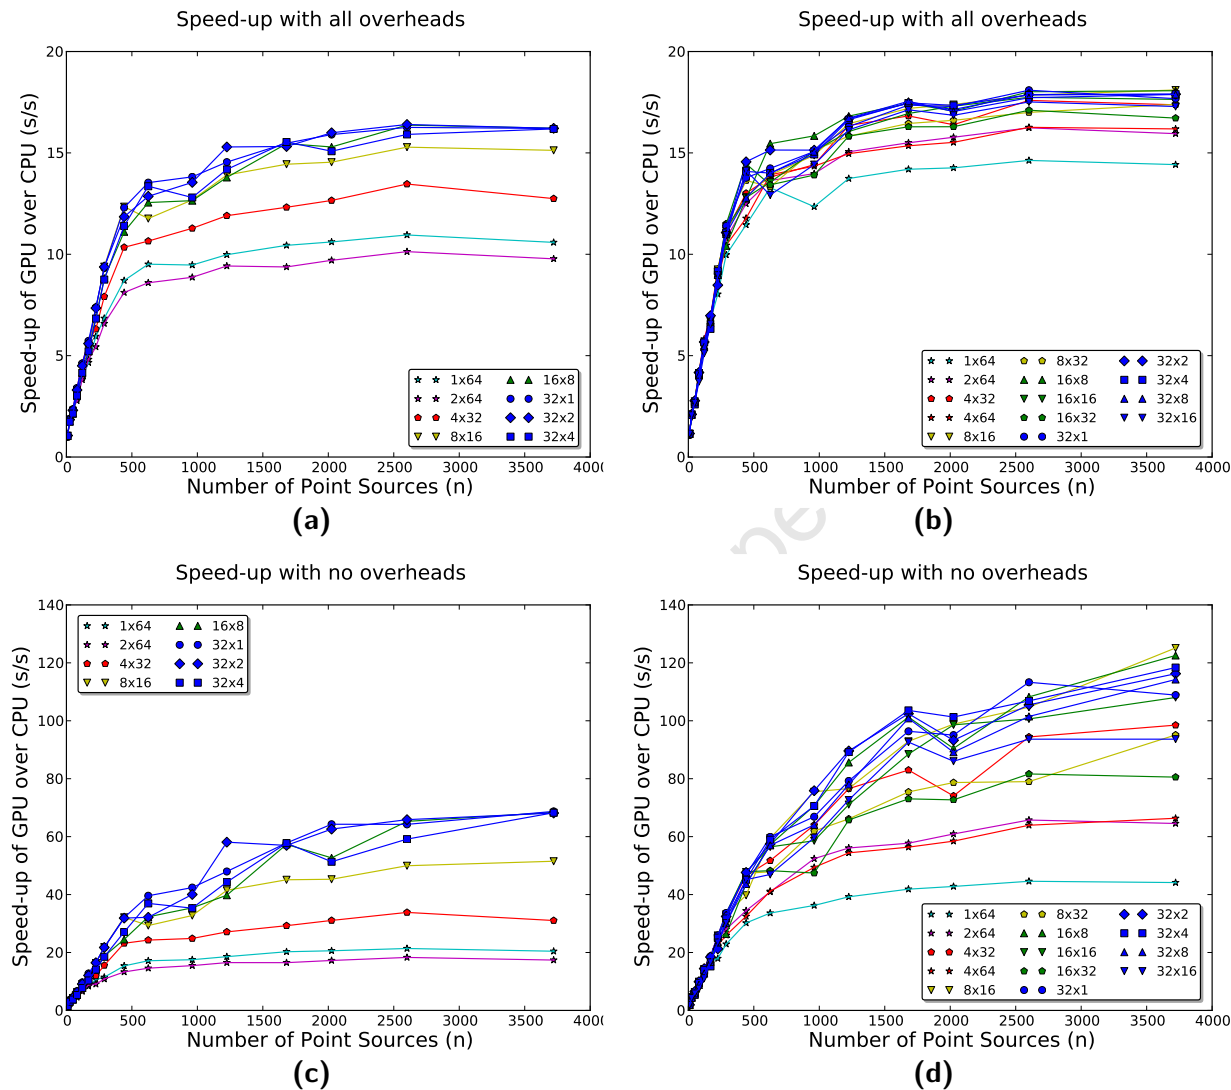 Speed-up with all overheads
Speed-up of GPU over CPU (s/s)
20
15
10
5
0
0 500 1000 1500 2000 2500 3000 3500 4000
Number of Point Sources (n)
1x64 16x8
2x64 32x1
4x32 32x2
8x16 32x4
(a)
Speed-up with all overheads
Speed-up of GPU over CPU (s/s)
20
15
10
5
0
0 500 1000 1500 2000 2500 3000 3500 4000
Number of Point Sources (n)
1x64 8x32 32x2
2x64 16x8 32x4
4x32 16x16 32x8
4x64 16x32 32x16
8x16 32x1
(b)
Speed-up with no overheads
Speed-up of GPU over CPU (s/s)
140
120
100
80
60
40
20
0
0 500 1000 1500 2000 2500 3000 3500 4000
Number of Point Sources (n)
1x64 16x8
2x64 32x1
4x32 32x2
8x16 32x4
(c)
Speed-up with no overheads
Speed-up of GPU over CPU (s/s)
140
120
100
80
60
40
20
0
0 500 1000 1500 2000 2500 3000 3500 4000
Number of Point Sources (n)
1x64 8x32 32x2
2x64 16x8 32x4
4x32 16x16 32x8
4x64 16x32 32x16
8x16 32x1
(d)